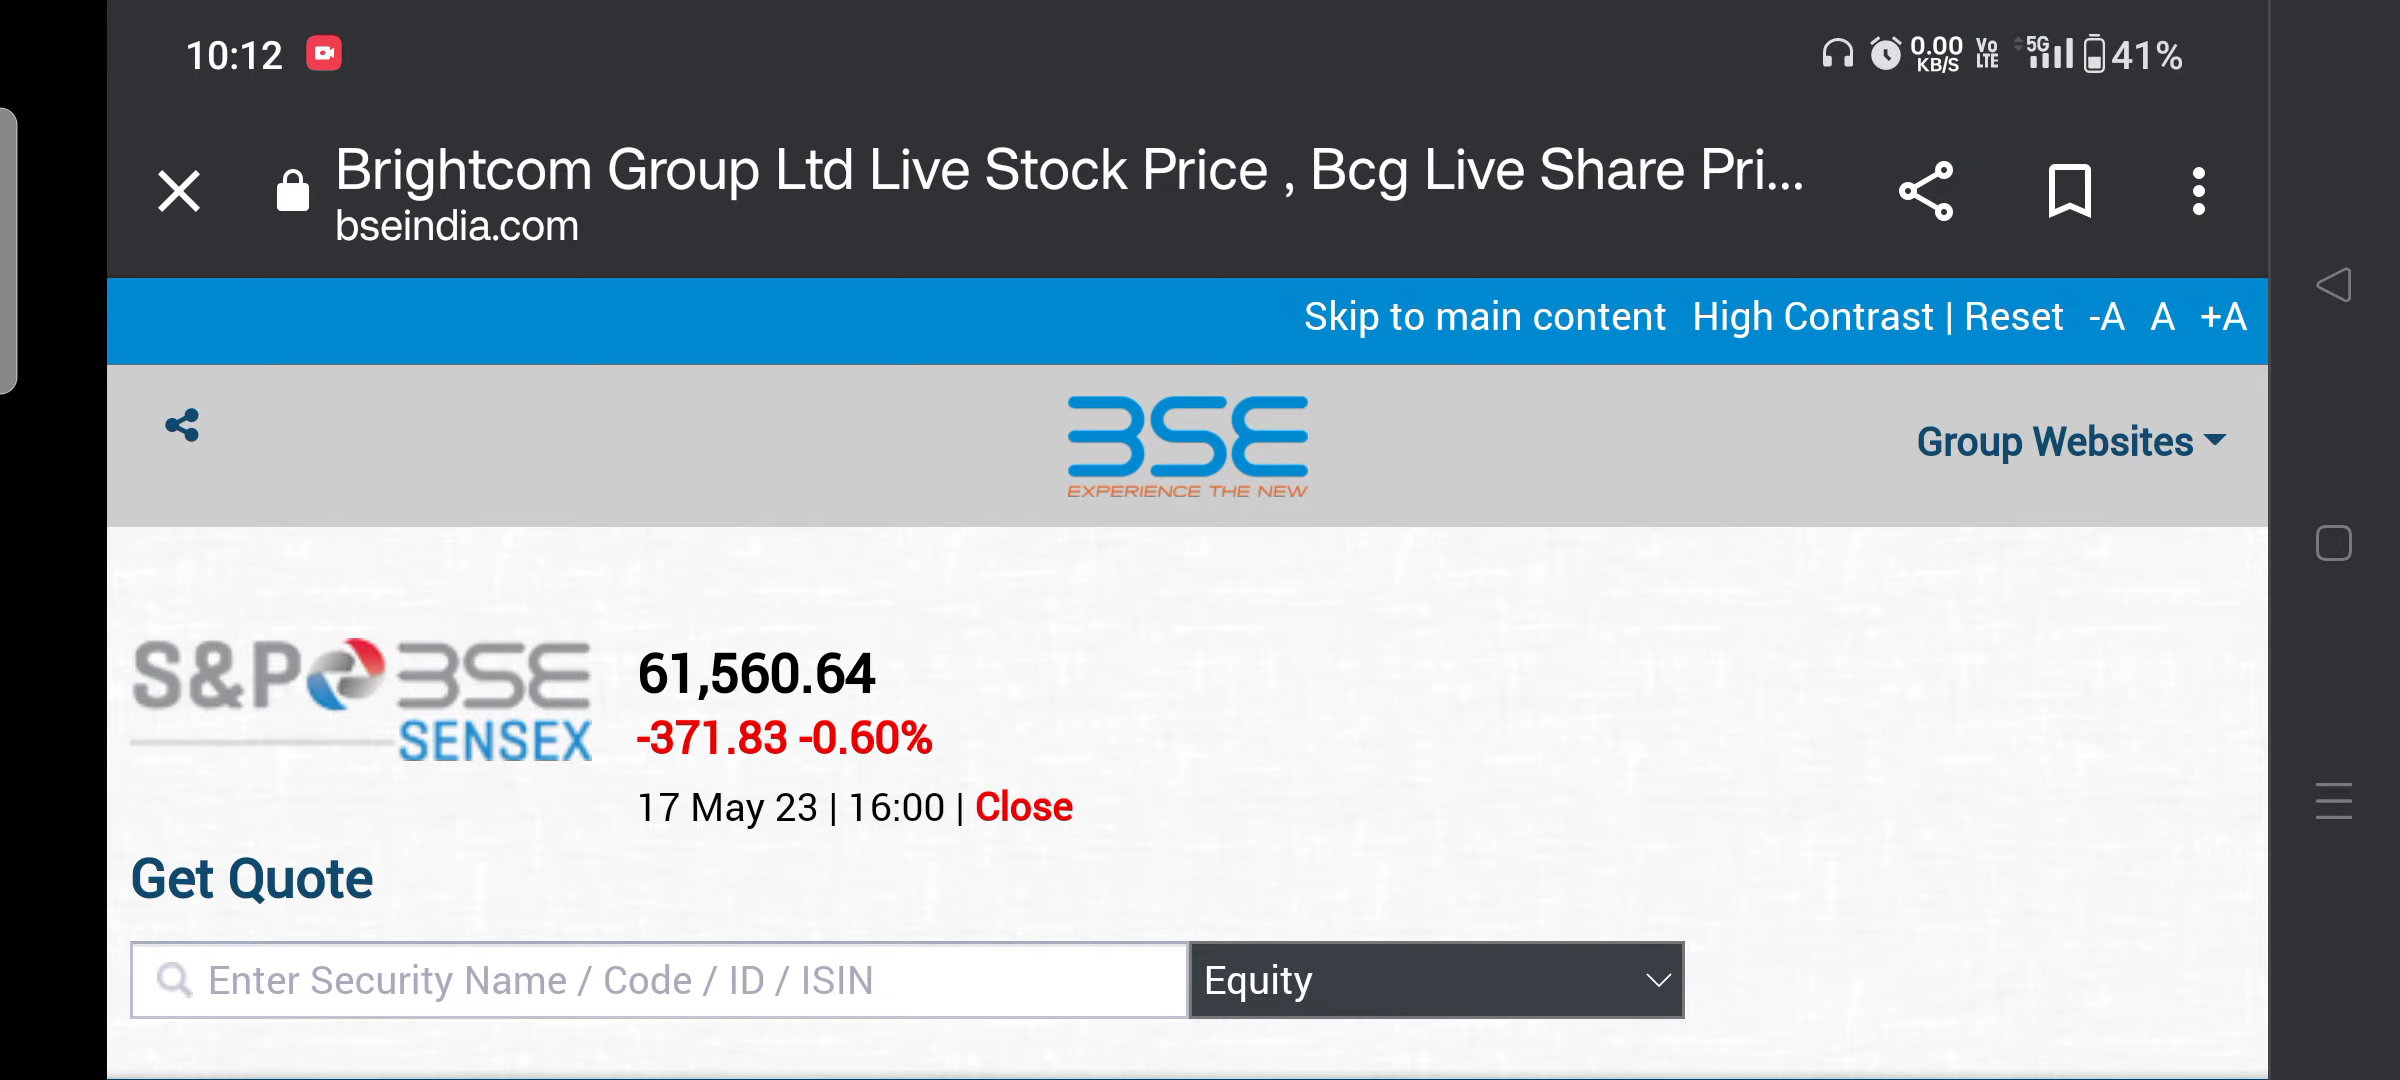 10:12 0.00 KB/S Vo LTE 5G 41%
Brightcom Group Ltd Live Stock Price , Bcg Live Share Pri...
bseindia.com
Skip to main content High Contrast | Reset -A A +A
BSE
EXPERIENCE THE NEW
Group Websites
S&P BSE
SENSEX
61,560.64
-371.83 -0.60%
17 May 23 | 16:00 | Close
Get Quote
Enter Security Name / Code / ID / ISIN
Equity